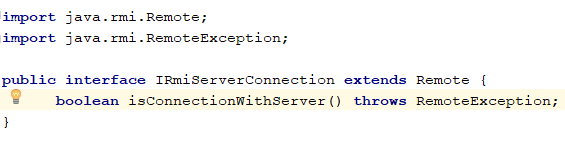 import java.rmi.Remote;
import java.rmi.RemoteException;
public interface IRmiServerConnection extends Remote {
boolean isConnectionWithServer() throws RemoteException;
}